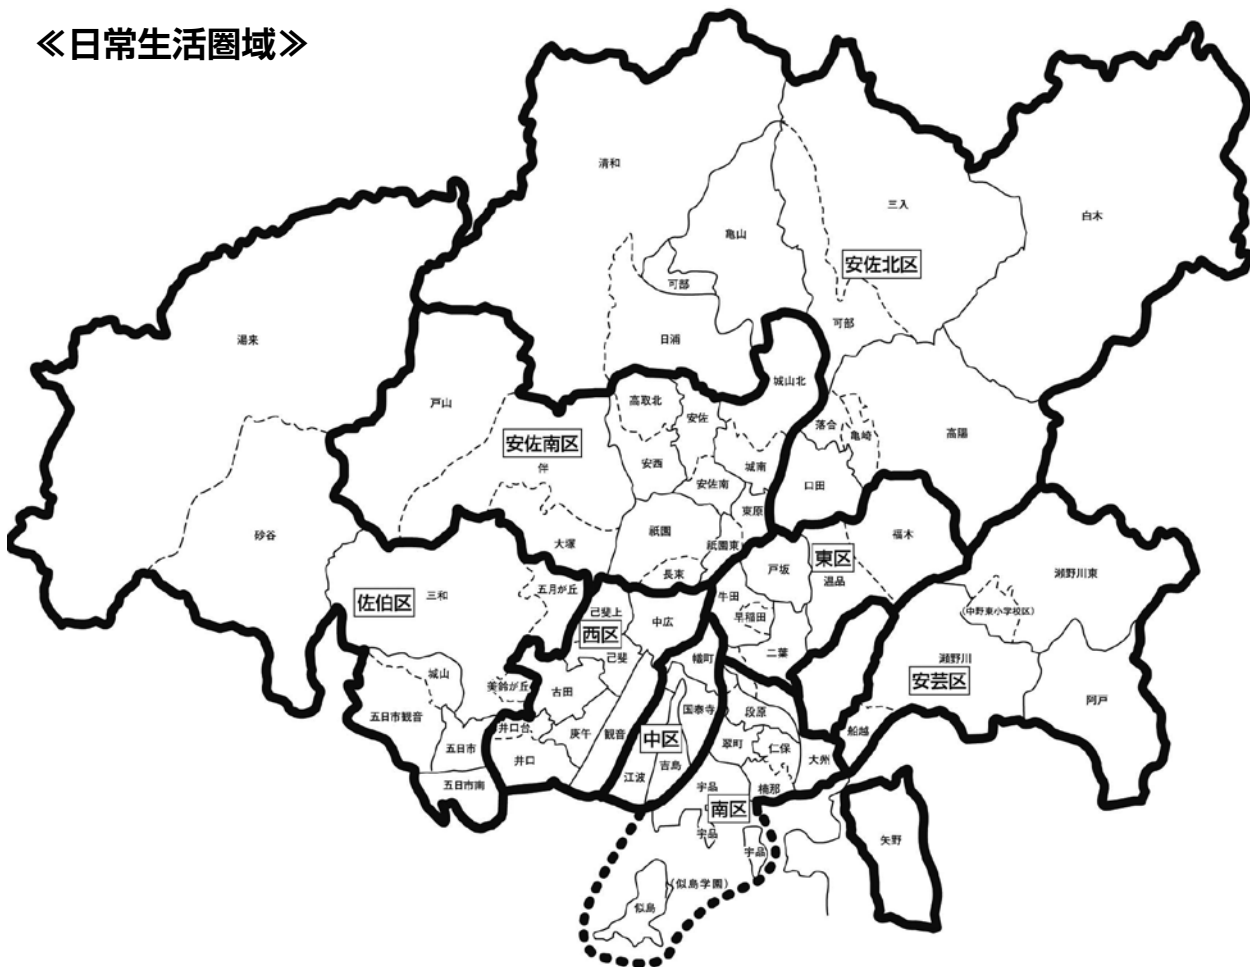 ≪日常生活圏域≫
清和
三入
白木
亀山
安佐北区
可部
可部
湯来
日浦
城山北
戸山
高取北
安佐
安佐南区
落合
亀崎
高陽
伴
安西
城南
安佐南
口田
東原
砂谷
祇園
福木
大塚
祇園東
東区
戸坂
温品
長束
瀬野川東
五月が丘
佐伯区
三和
己斐上
牛田
早稲田
(中野東小学校区)
西区
中広
己斐
幟町
二葉
瀬野川
城山
美鈴が丘
古田
安芸区
阿戸
五日市観音
国泰寺
段原
井口台
庚午
観音
中区
翠町
仁保
船越
五日市
井口
吉島
大州
江波
五日市南
宇品
楠那
南区
宇品
矢野
宇品
(似島学園)
似島